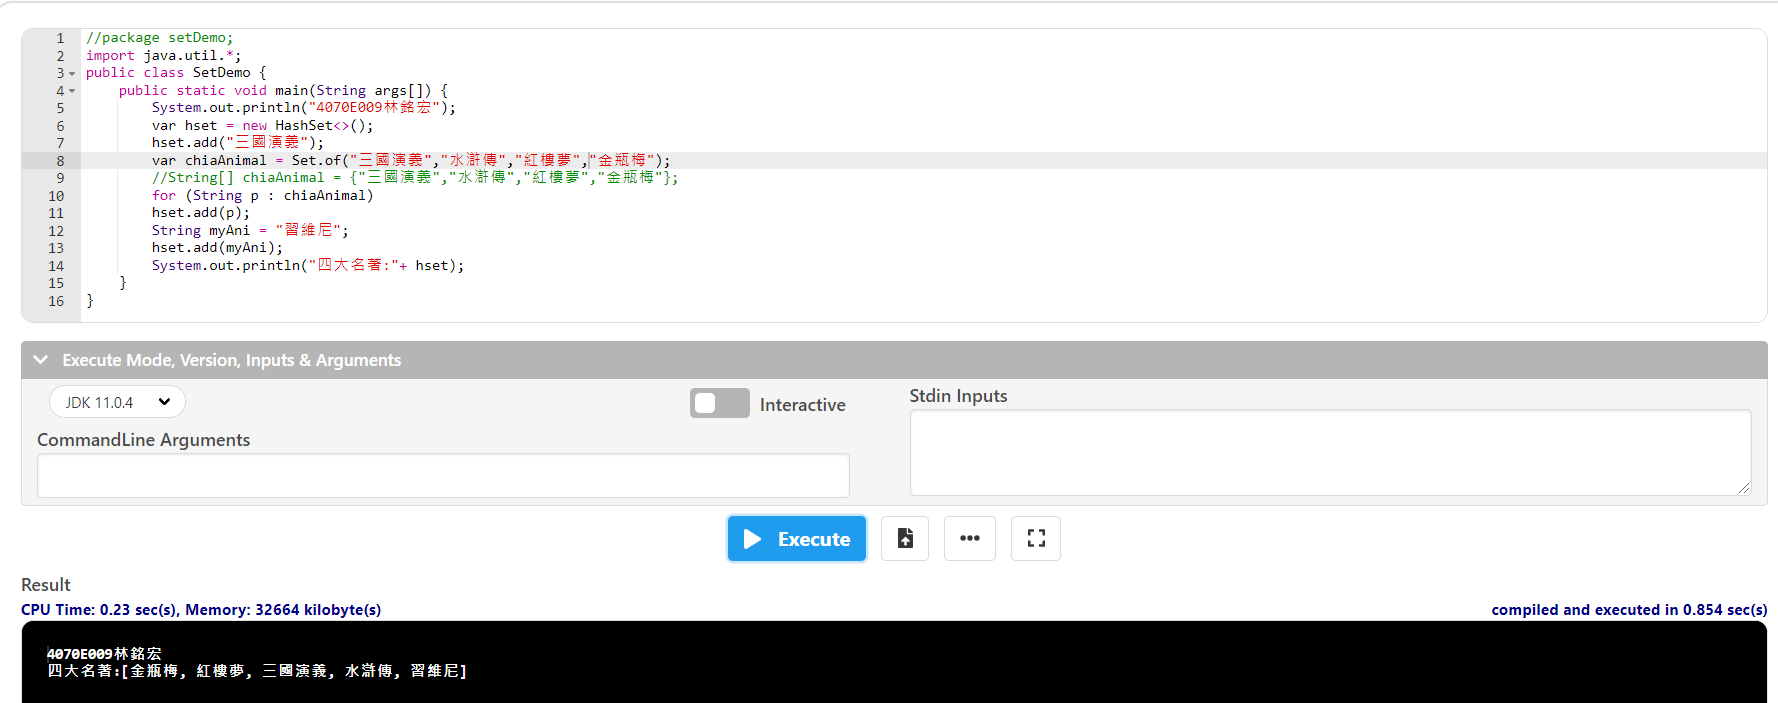 1 //package setDemo;
2 import java.util.*;
3 public class SetDemo {
4 public static void main(String args[]) {
5 System.out.println("4070E009林銘宏");
6 var hset = new HashSet<>();
7 hset.add("三國演義");
8 var chiaAnimal = Set.of("三國演義","水滸傳","紅樓夢","金瓶梅");
9 //String[] chiaAnimal = {"三國演義","水滸傳","紅樓夢","金瓶梅"};
10 for (String p : chiaAnimal)
11 hset.add(p);
12 String myAni = "習維尼";
13 hset.add(myAni);
14 System.out.println("四大名著:"+ hset);
15 }
16 }
Execute Mode, Version, Inputs & Arguments
JDK 11.0.4
Interactive
Stdin Inputs
CommandLine Arguments
Execute
Result
CPU Time: 0.23 sec(s), Memory: 32664 kilobyte(s)
compiled and executed in 0.854 sec(s)
4070E009林銘宏
四大名著:[金瓶梅, 紅樓夢, 三國演義, 水滸傳, 習維尼]